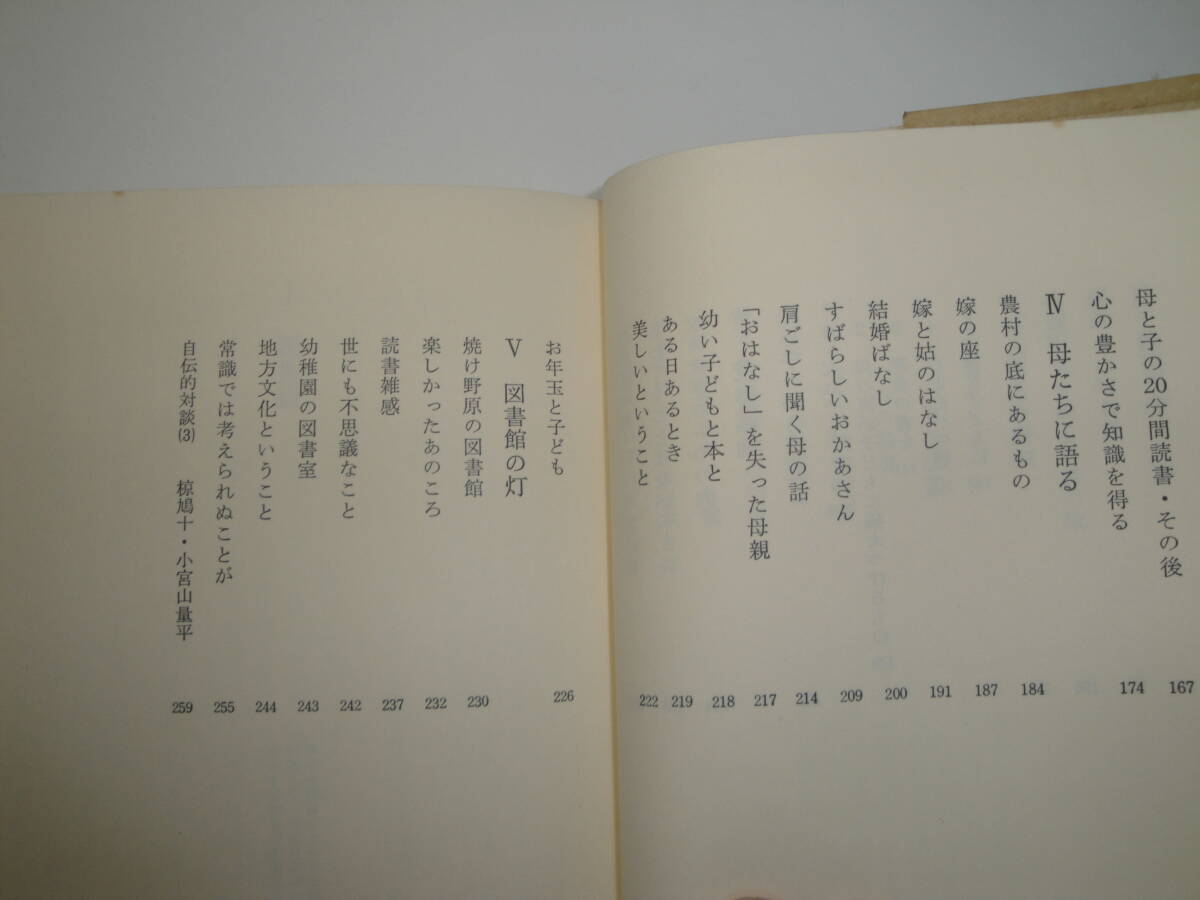 母と子の20分間読書・その後 167
心の豊かさで知識を得る 174
Ⅳ 母たちに語る
農村の底にあるもの 184
嫁の座 187
嫁と姑のはなし 191
結婚ばなし 200
すばらしいおかあさん 209
肩ごしに聞く母の話 214
「おはなし」を失った母親 217
幼い子どもと本と 218
ある日あるとき 219
美しいということ 222
お年玉と子ども 226
Ⅴ 図書館の灯
焼け野原の図書館 230
楽しかったあのころ 232
読書雑感 237
世にも不思議なこと 242
幼稚園の図書室 243
地方文化ということ 244
常識では考えられぬことが 255
自伝的対談(3) 椋鳩十・小宮山量平 259